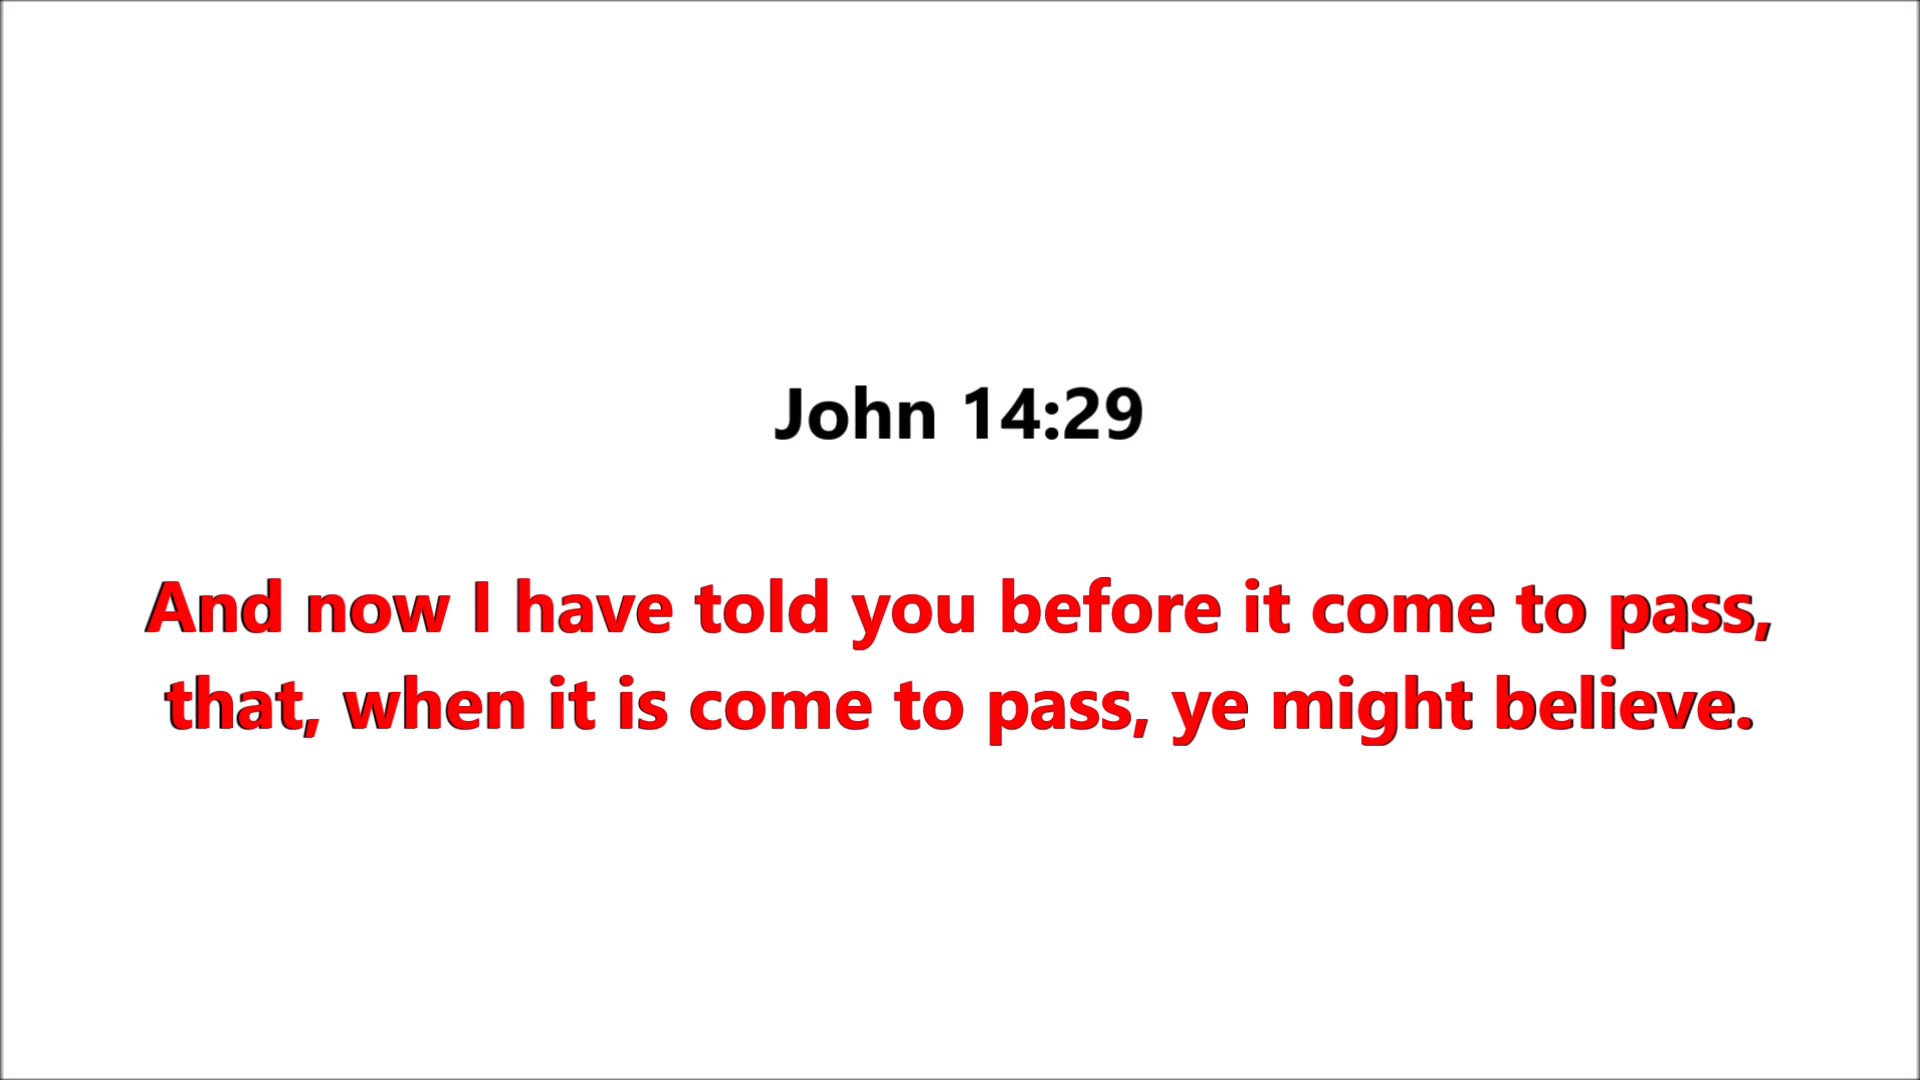 John 14:29
And now I have told you before it come to pass,
that, when it is come to pass, ye might believe.